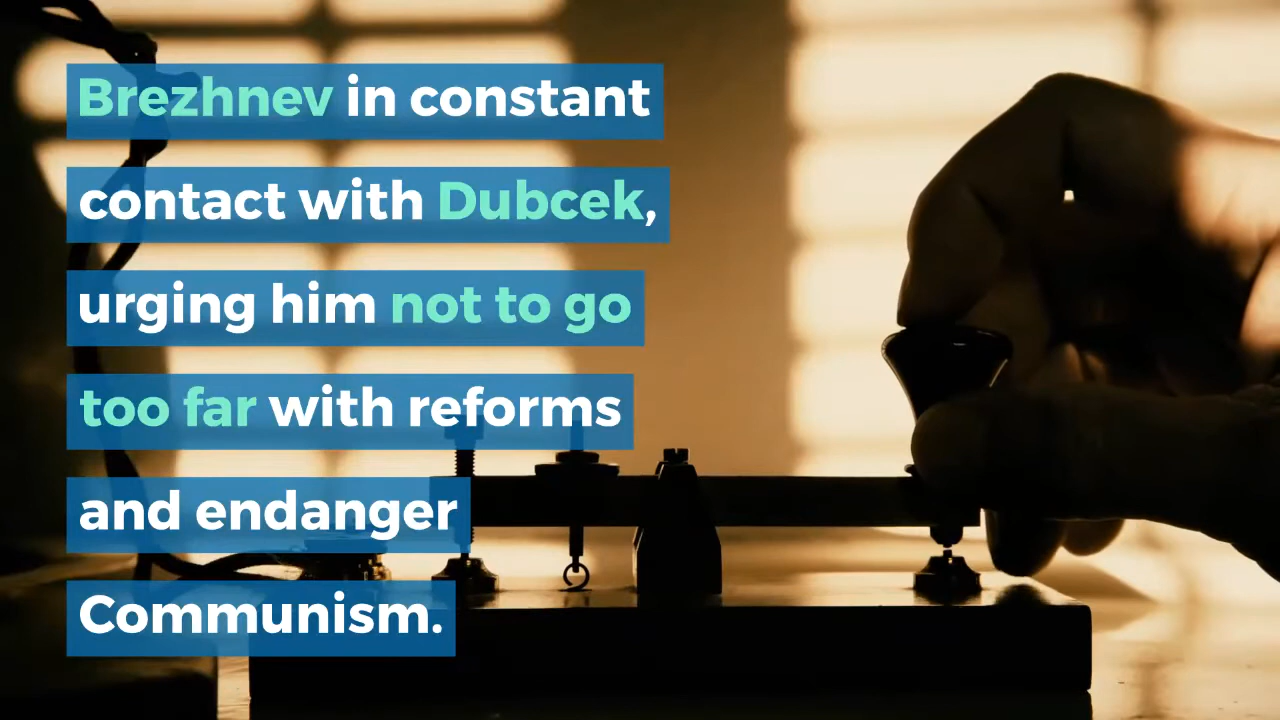 Brezhnev in constant
contact with Dubcek,
urging him not to go
too far with reforms
and endanger
Communism.